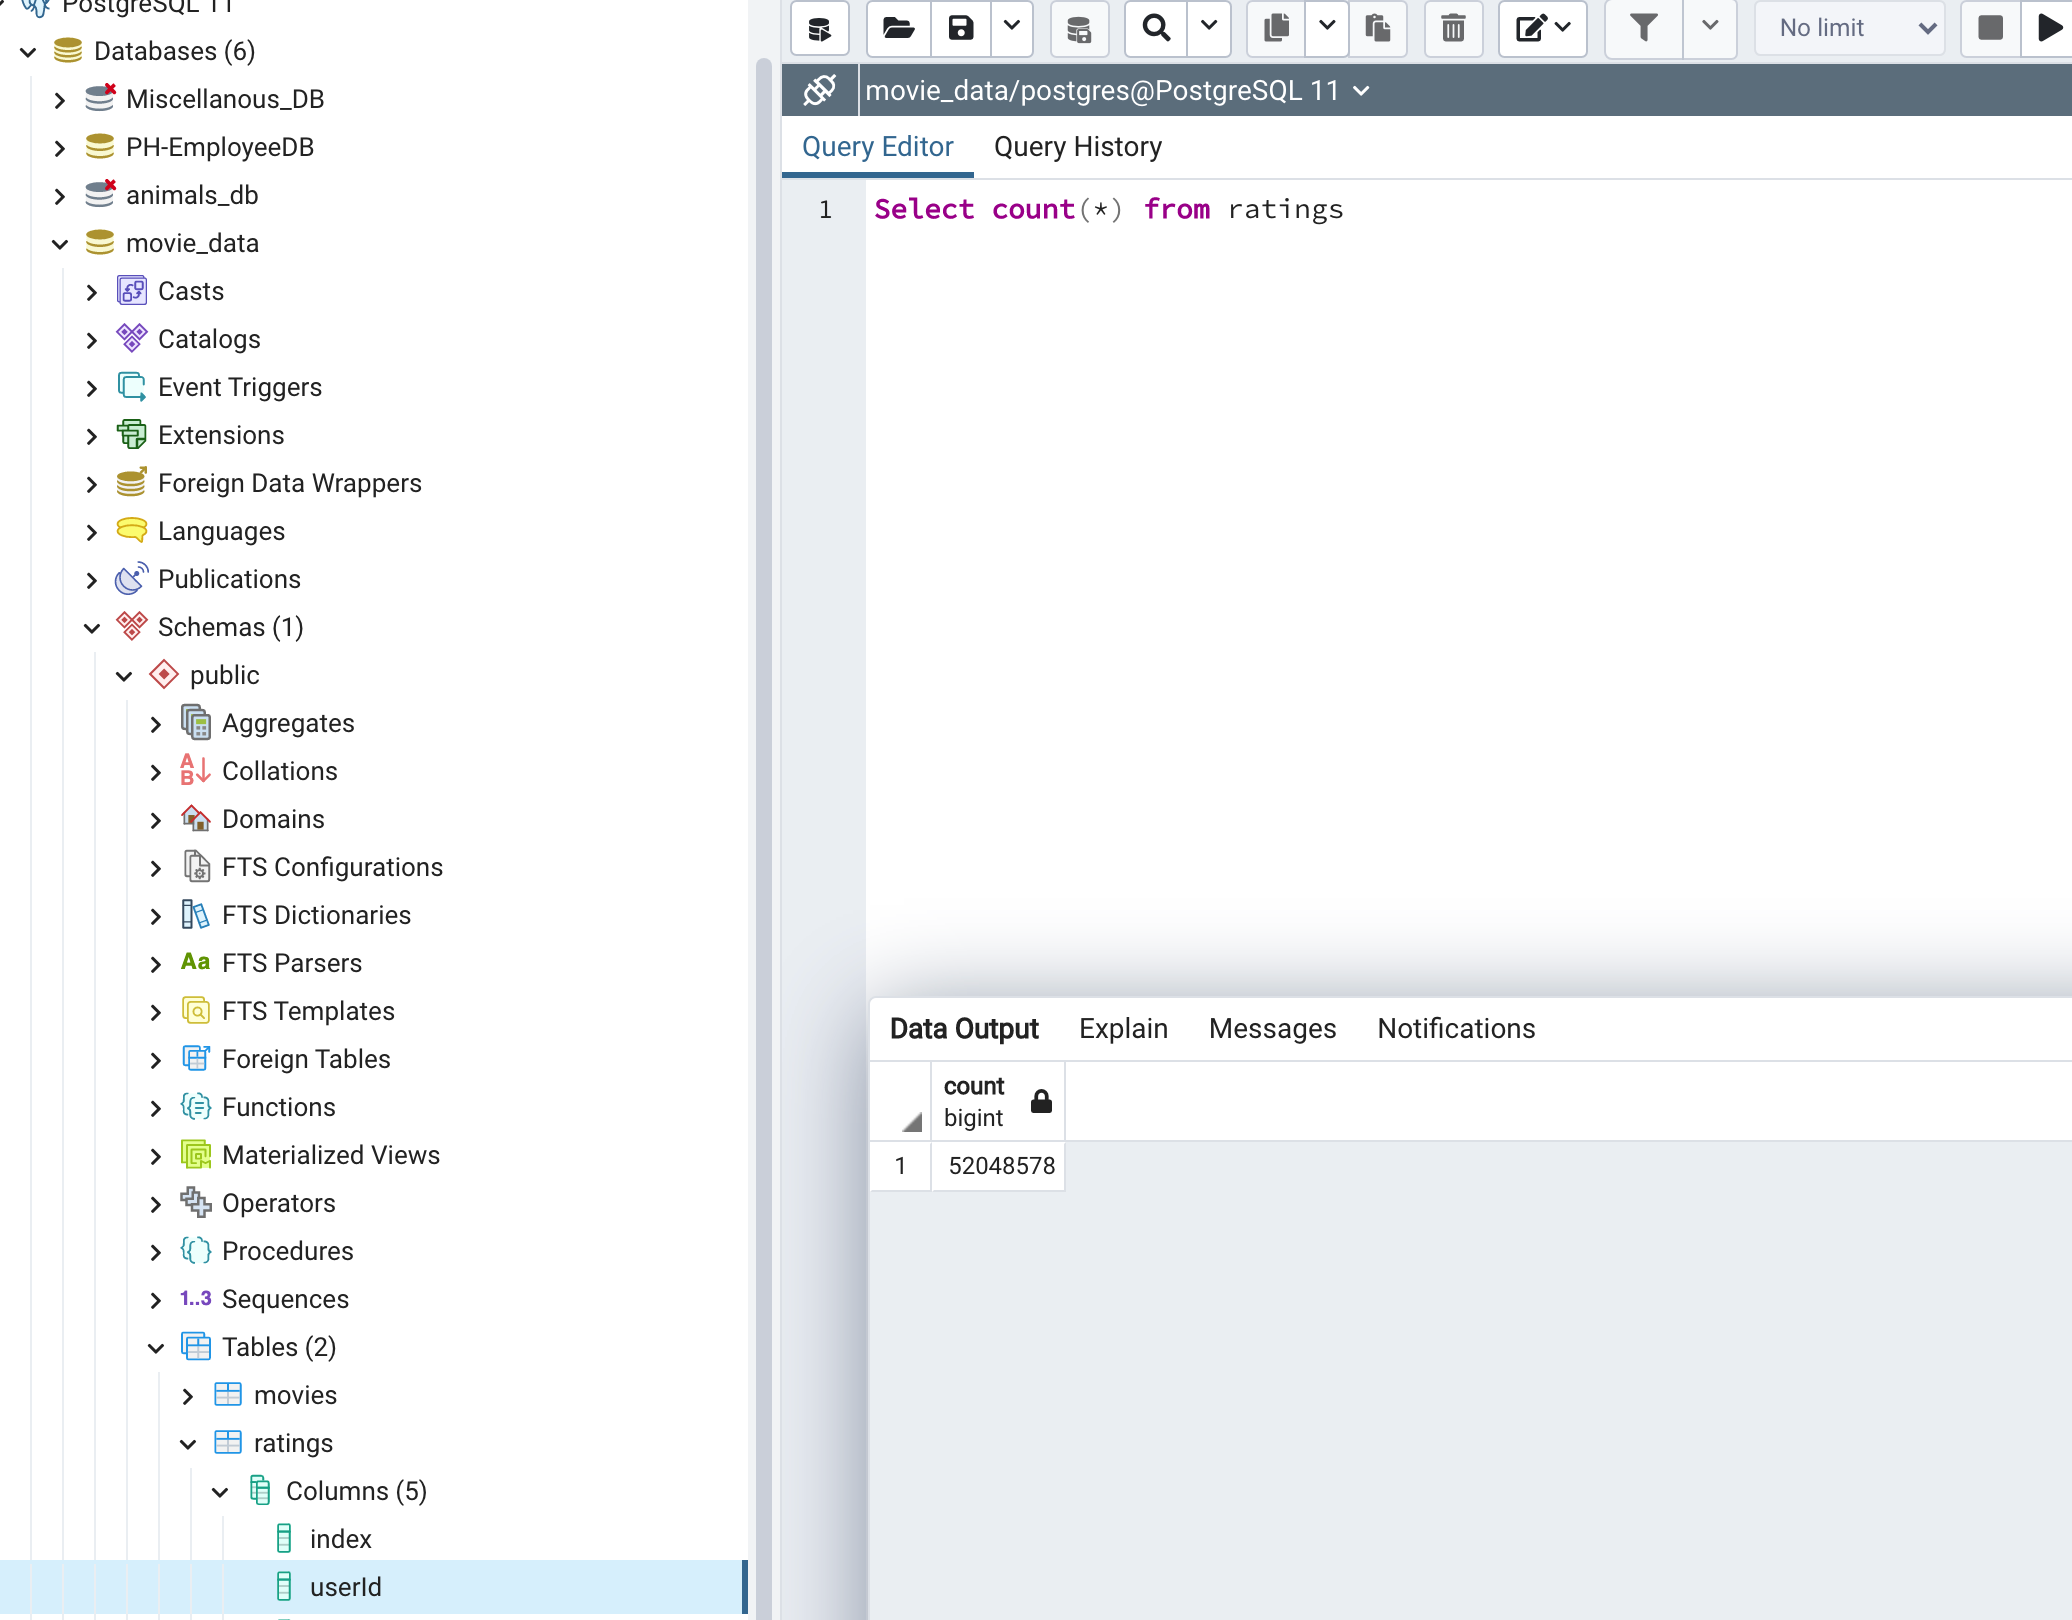 PostgreSQL 11
Databases (6)
Miscellanous_DB
PH-EmployeeDB
animals_db
movie_data
Casts
Catalogs
Event Triggers
Extensions
Foreign Data Wrappers
Languages
Publications
Schemas (1)
public
Aggregates
A
B
Collations
Domains
FTS Configurations
FTS Dictionaries
Aa FTS Parsers
FTS Templates
Foreign Tables
Functions
Materialized Views
Operators
Procedures
1..3 Sequences
Tables (2)
movies
ratings
Columns (5)
index
userId
No limit
movie_data/postgres@PostgreSQL 11
Query Editor Query History
1 Select count(*) from ratings
Data Output Explain Messages Notifications
count
bigint
1 52048578